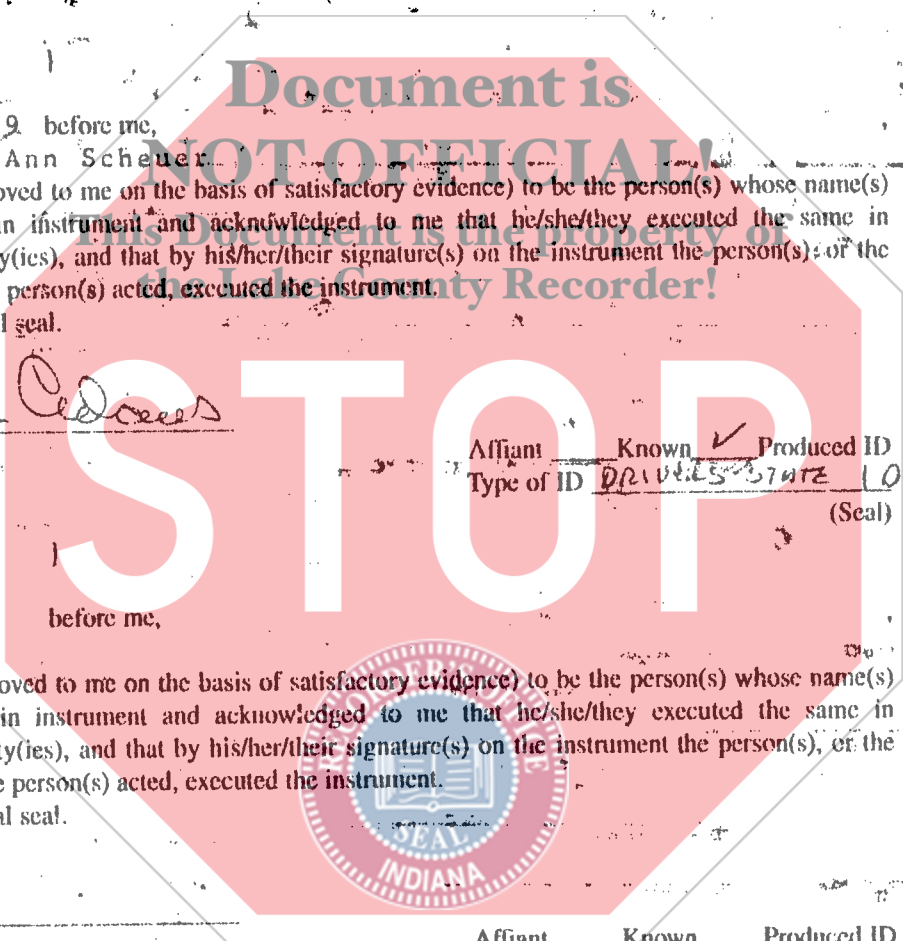 Document is
9 before me,
Ann Scheuer
NOT OFFICIAL!
oved to me on the basis of satisfactory evidence) to be the person(s) whose name(s)
in instrument and acknowledged to me that he/she/they executed the same in
This Document is the property of
y(ies), and that by his/her/their signature(s) on the instrument the person(s), or the
person(s) acted, executed the instrument.
the Lake County Recorder!
l seal.
STOP
Affiant Known ✓ Produced ID
Type of ID DRIVERS STATE
(Seal)
before me,
oved to me on the basis of satisfactory evidence) to be the person(s) whose name(s)
in instrument and acknowledged to me that he/she/they executed the same in
ty(ies), and that by his/her/their signature(s) on the instrument the person(s), or the
e person(s) acted, executed the instrument.
al seal.
RECORDER'S OFFICE
SEAL
INDIANA
Affiant Known Produced ID